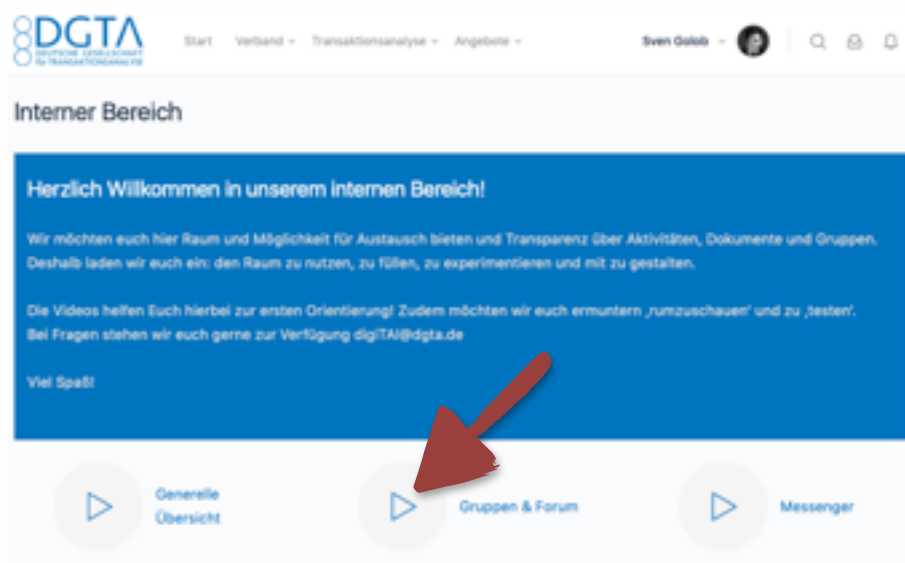 DGTA
DEUTSCHE GESELLSCHAFT
für TRANSAKTIONSANALYSE
Start Verband Transaktionsanalyse Angebote Sven Golob
Interner Bereich
Herzlich Willkommen in unserem internen Bereich!
Wir möchten euch hier Raum und Möglichkeit für Austausch bieten und Transparenz über Aktivitäten, Dokumente und Gruppen.
Deshalb laden wir euch ein: den Raum zu nutzen, zu füllen, zu experimentieren und mit zu gestalten.
Die Videos helfen Euch hierbei zur ersten Orientierung! Zudem möchten wir euch ermuntern ‚rumzuschauen' und zu ‚testen'.
Bei Fragen stehen wir euch gerne zur Verfügung digiTAl@dgta.de
Viel Spaß!
Generelle
Übersicht
Gruppen & Forum
Messenger